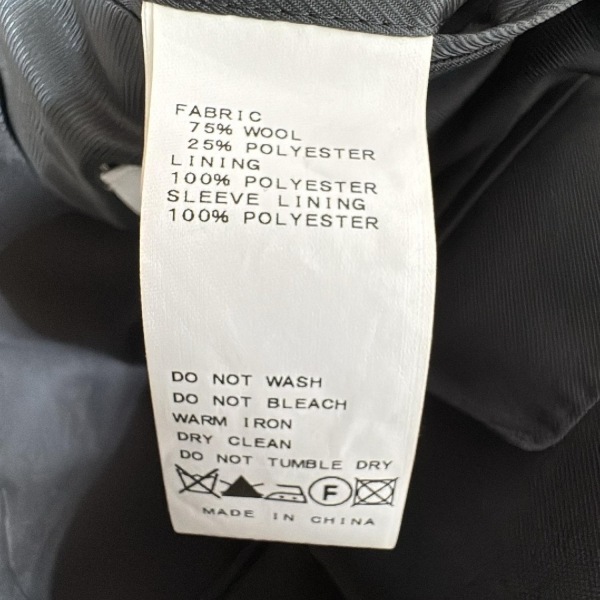 FABRIC
75% WOOL
25% POLYESTER
LINING
100% POLYESTER
SLEEVE LINING
100% POLYESTER
DO NOT WASH
DO NOT BLEACH
WARM IRON
DRY CLEAN
DO NOT TUMBLE DRY
F
MADE IN CHINA